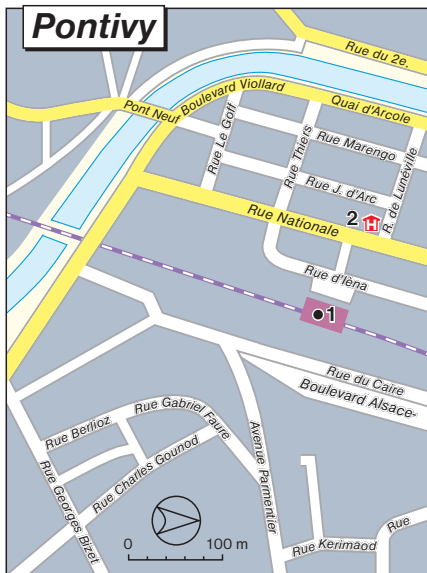 Pontivy
Rue du 2e.
Boulevard Viollard
Quai d'Arcole
Pont Neuf
Rue Le Goff
Rue Marengo
Rue Thiers
Rue J. d'Arc
R. de Lunéville
2
H
Rue Nationale
Rue d'Ièna
1
Rue du Caire
Boulevard Alsace-
Rue Gabriel Faure
Rue Berlioz
Rue Charles Gounod
Avenue Parmentier
Rue Georges Bizet
Rue
Rue Kerimaod
0 100 m